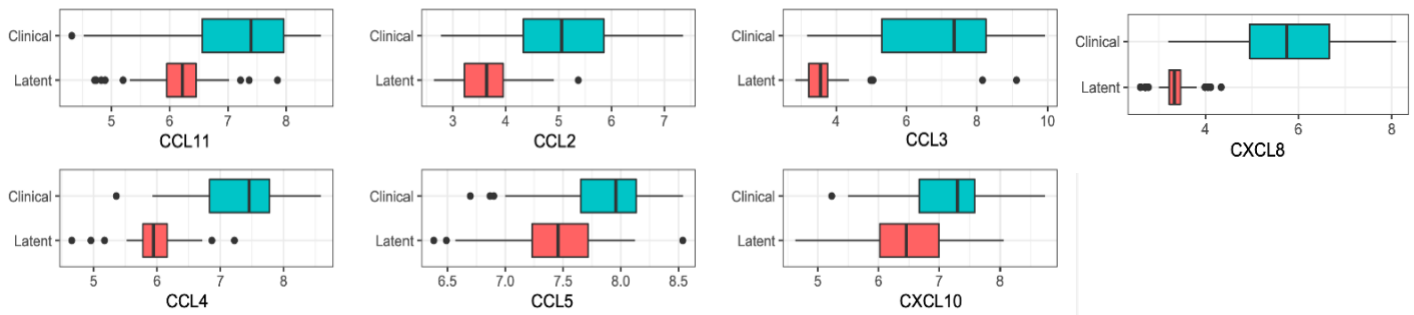 Clinical
Latent
5 6 7 8
CCL11
Clinical
Latent
3 4 5 6 7
CCL2
Clinical
Latent
4 6 8 10
CCL3
Clinical
Latent
4 6 8
CXCL8
Clinical
Latent
5 6 7 8
CCL4
Clinical
Latent
6.5 7.0 7.5 8.0 8.5
CCL5
Clinical
Latent
5 6 7 8
CXCL10